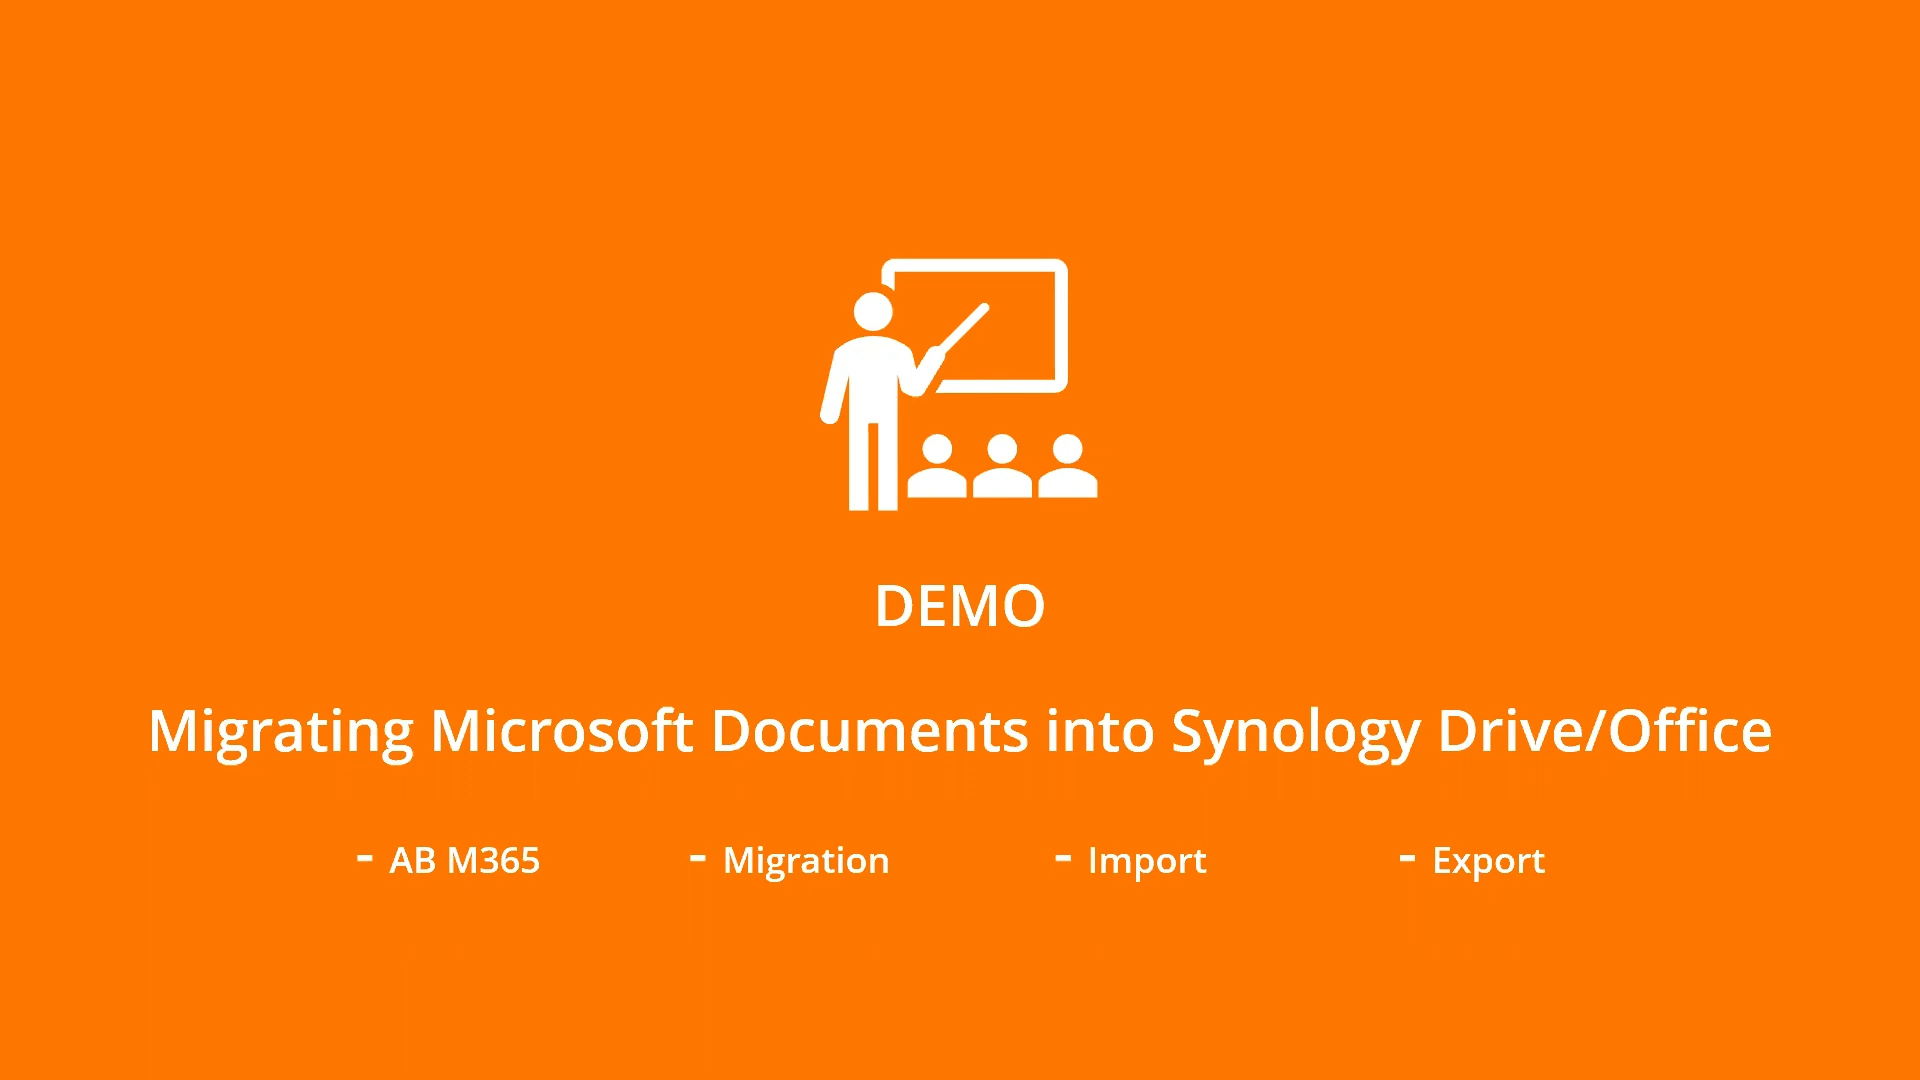 DEMO
Migrating Microsoft Documents into Synology Drive/Office
- AB M365 - Migration - Import - Export